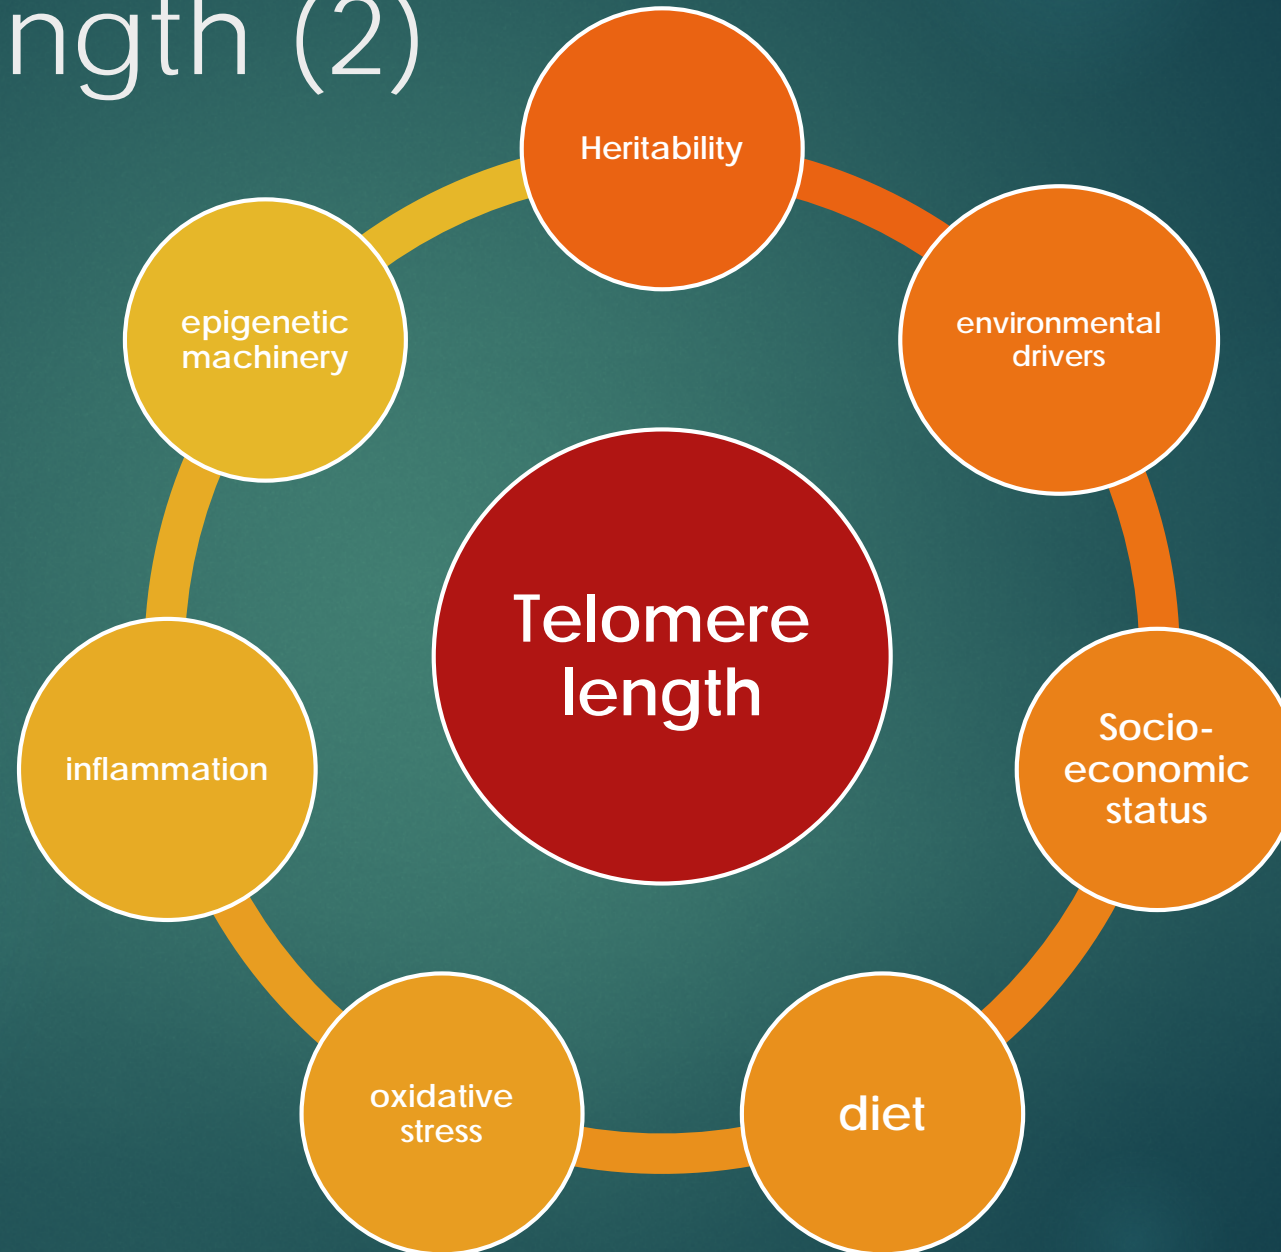 ngth (2)
Heritability
environmental
drivers
Socio-
economic
status
diet
oxidative
stress
inflammation
epigenetic
machinery
Telomere
length